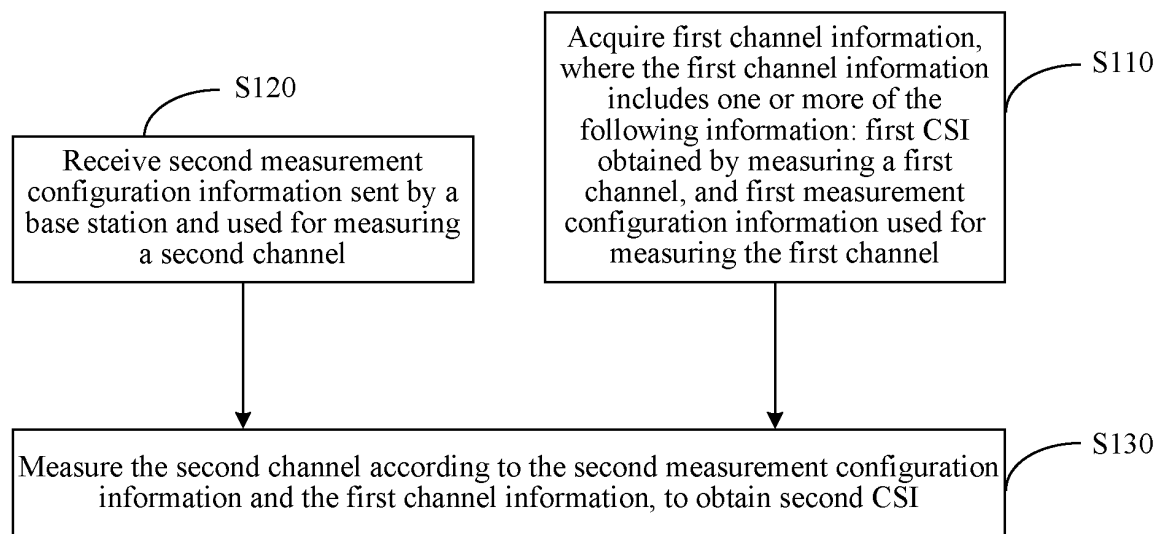 S110
Acquire first channel information,
where the first channel information
includes one or more of the
following information: first CSI
obtained by measuring a first
channel, and first measurement
configuration information used for
measuring the first channel
S120
Receive second measurement
configuration information sent by a
base station and used for measuring
a second channel
S130
Measure the second channel according to the second measurement configuration
information and the first channel information, to obtain second CSI